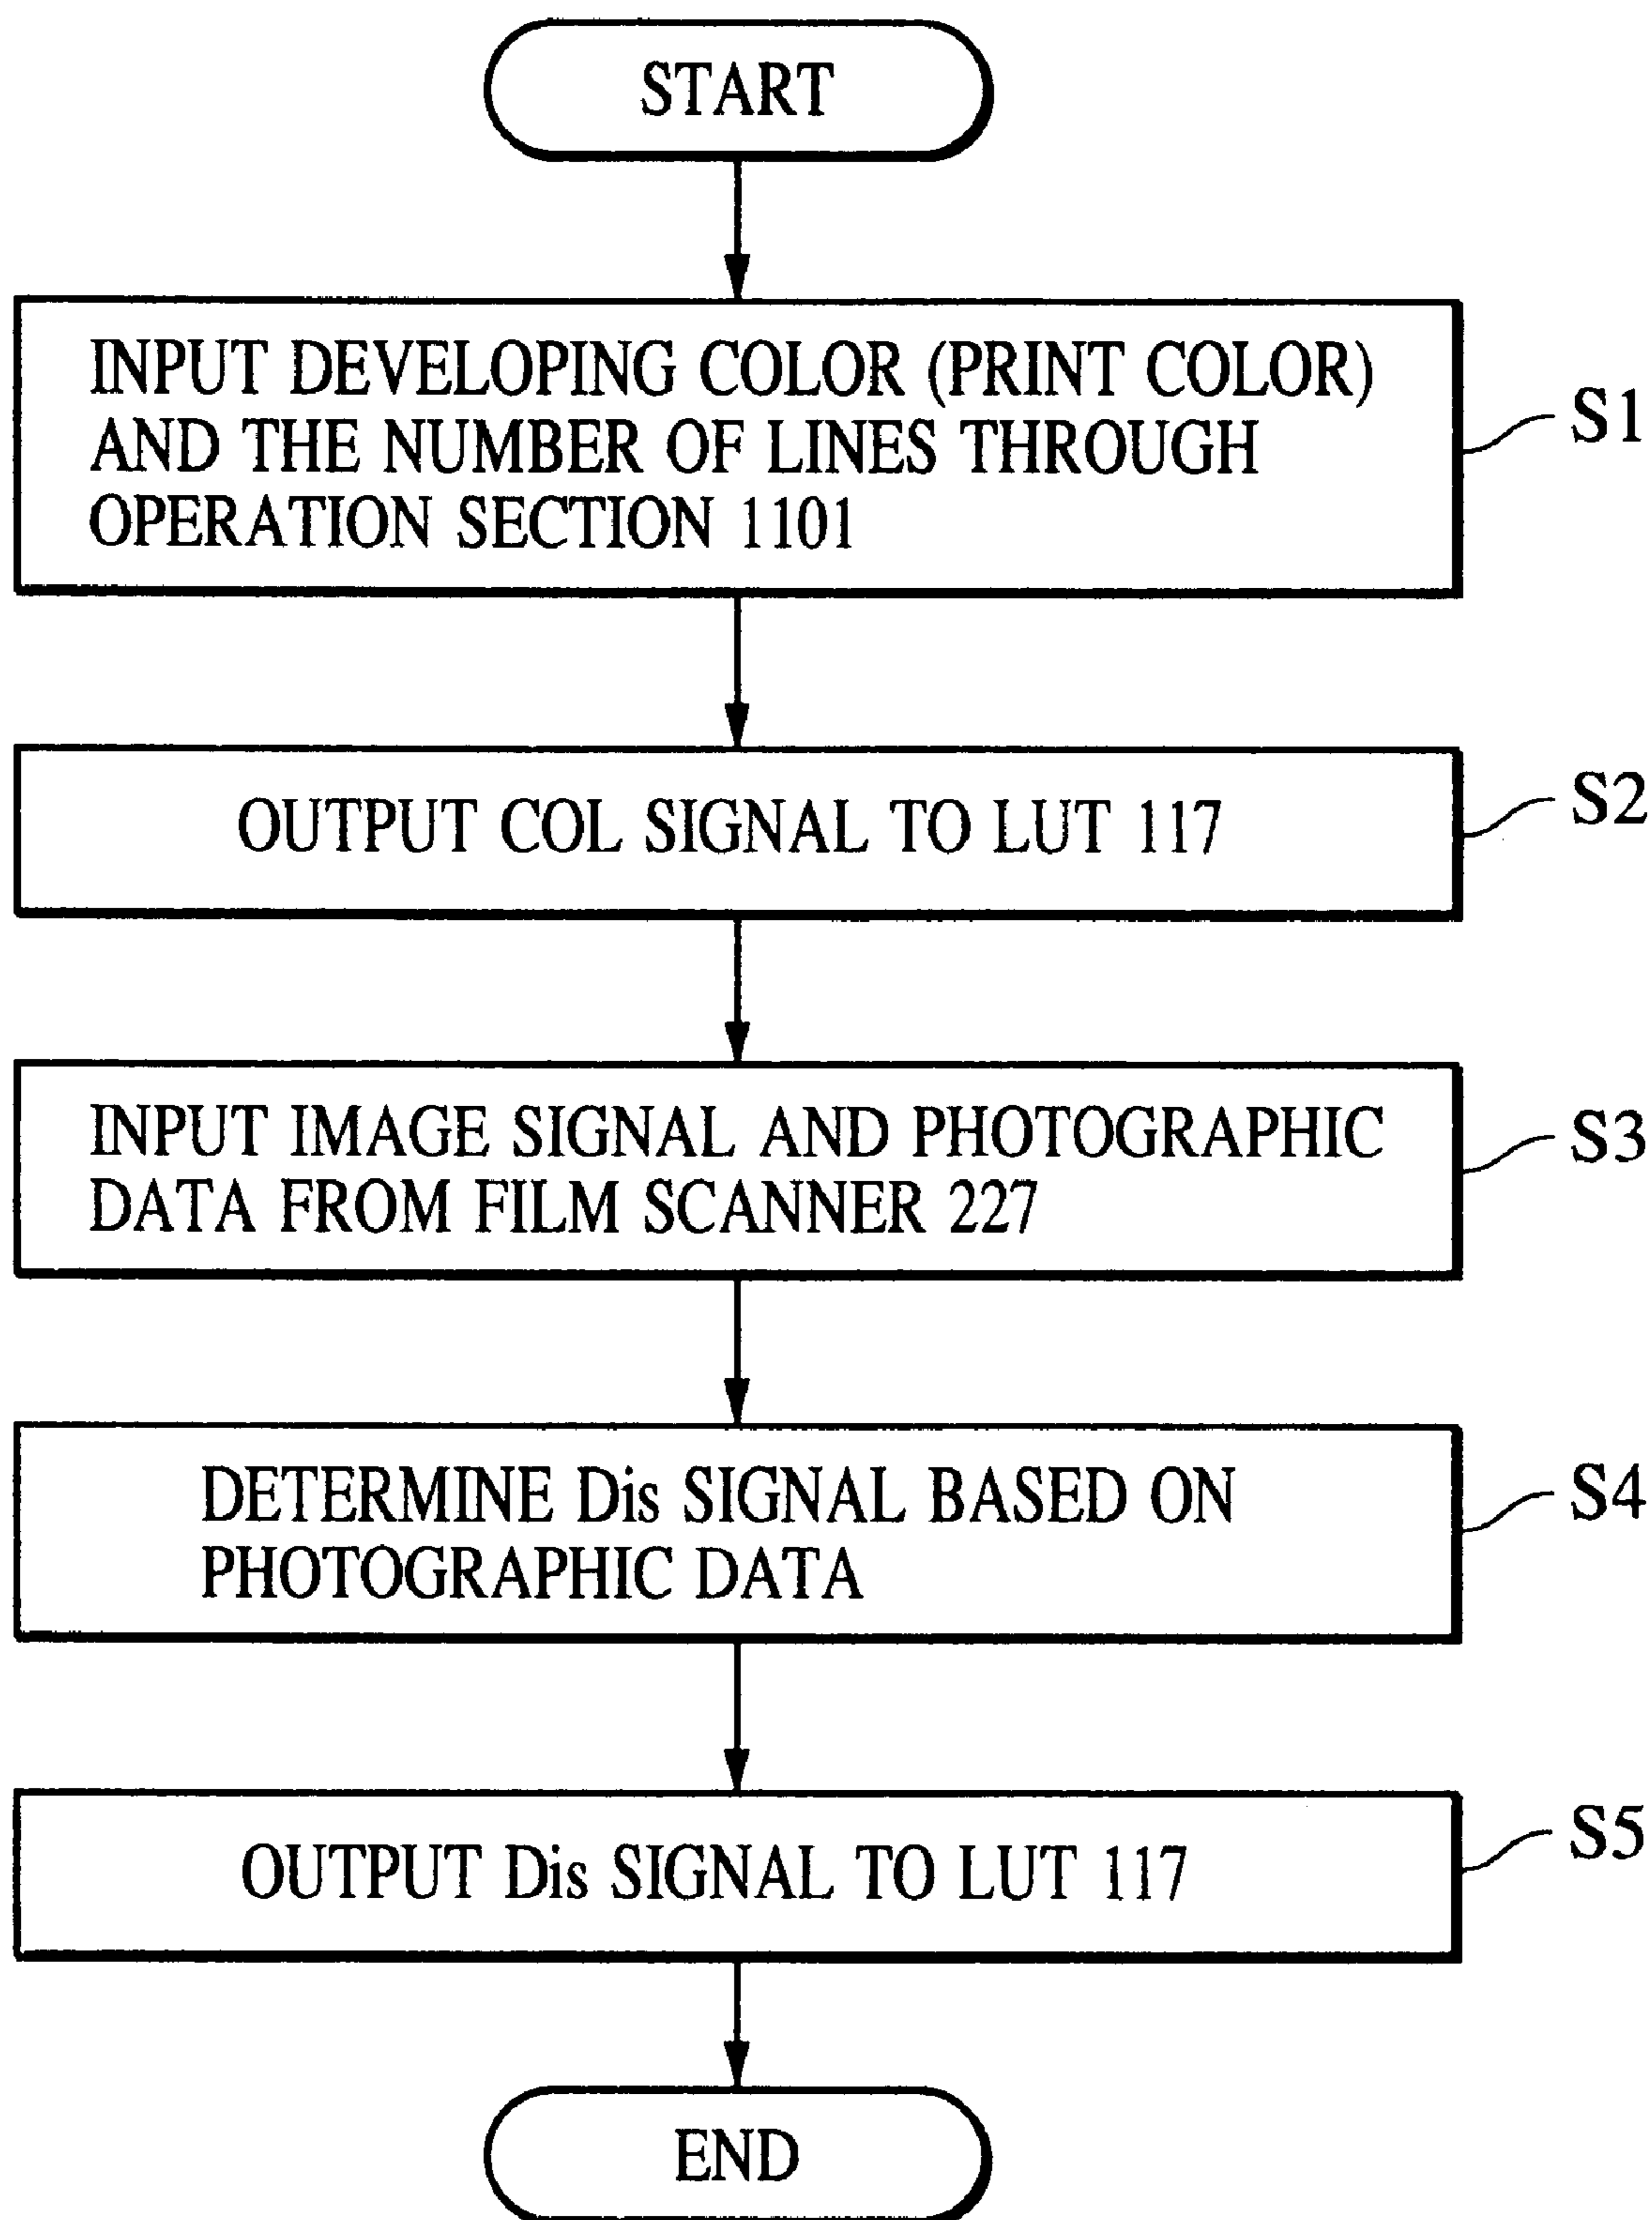 START
INPUT DEVELOPING COLOR (PRINT COLOR)
AND THE NUMBER OF LINES THROUGH
OPERATION SECTION 1101
S1
OUTPUT COL SIGNAL TO LUT 117
S2
INPUT IMAGE SIGNAL AND PHOTOGRAPHIC
DATA FROM FILM SCANNER 227
S3
DETERMINE Dis SIGNAL BASED ON
PHOTOGRAPHIC DATA
S4
OUTPUT Dis SIGNAL TO LUT 117
S5
END